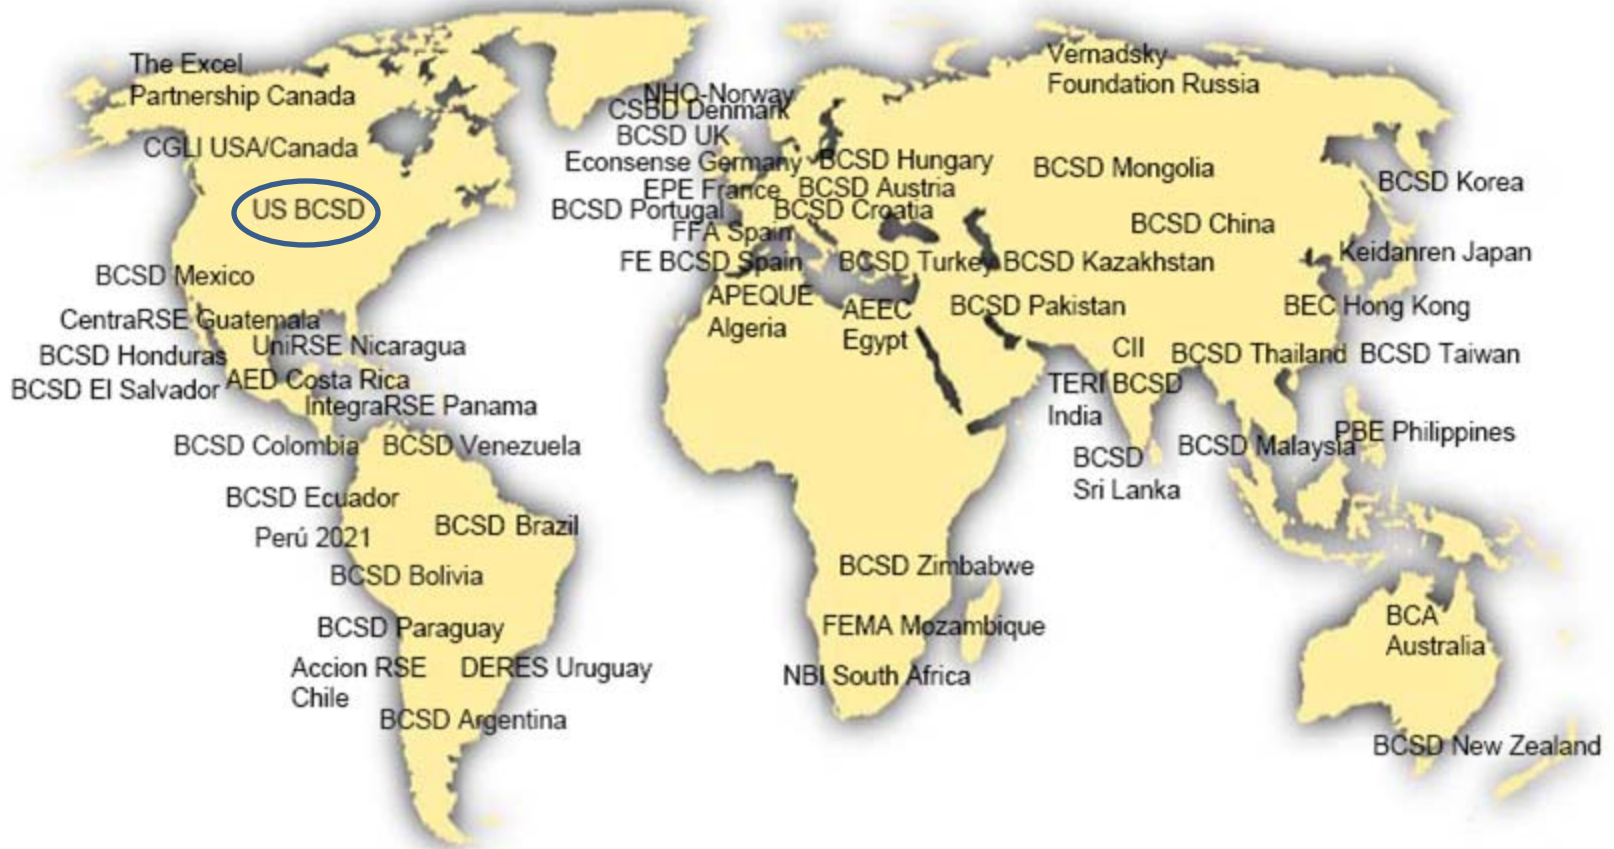 The Excel
Partnership Canada
CGLI USA/Canada
US BCSD
BCSD Mexico
CentraRSE Guatemala
UniRSE Nicaragua
BCSD Honduras
AED Costa Rica
BCSD El Salvador
IntegraRSE Panama
BCSD Colombia
BCSD Venezuela
BCSD Ecuador
BCSD Brazil
Perú 2021
BCSD Bolivia
BCSD Paraguay
Accion RSE
Chile
DERES Uruguay
BCSD Argentina
NHO-Norway
CSBD Denmark
BCSD UK
Econsense Germany
BCSD Hungary
EPE France
BCSD Austria
BCSD Portugal
BCSD Croatia
FFA Spain
FE BCSD Spain
BCSD Turkey
APEQUE
Algeria
AEEC
Egypt
BCSD Zimbabwe
FEMA Mozambique
NBI South Africa
Vernadsky
Foundation Russia
BCSD Mongolia
BCSD Korea
BCSD China
Keidanren Japan
BCSD Kazakhstan
BCSD Pakistan
BEC Hong Kong
CII
BCSD Thailand
BCSD Taiwan
TERI BCSD
India
PBE Philippines
BCSD Malaysia
BCSD
Sri Lanka
BCA
Australia
BCSD New Zealand